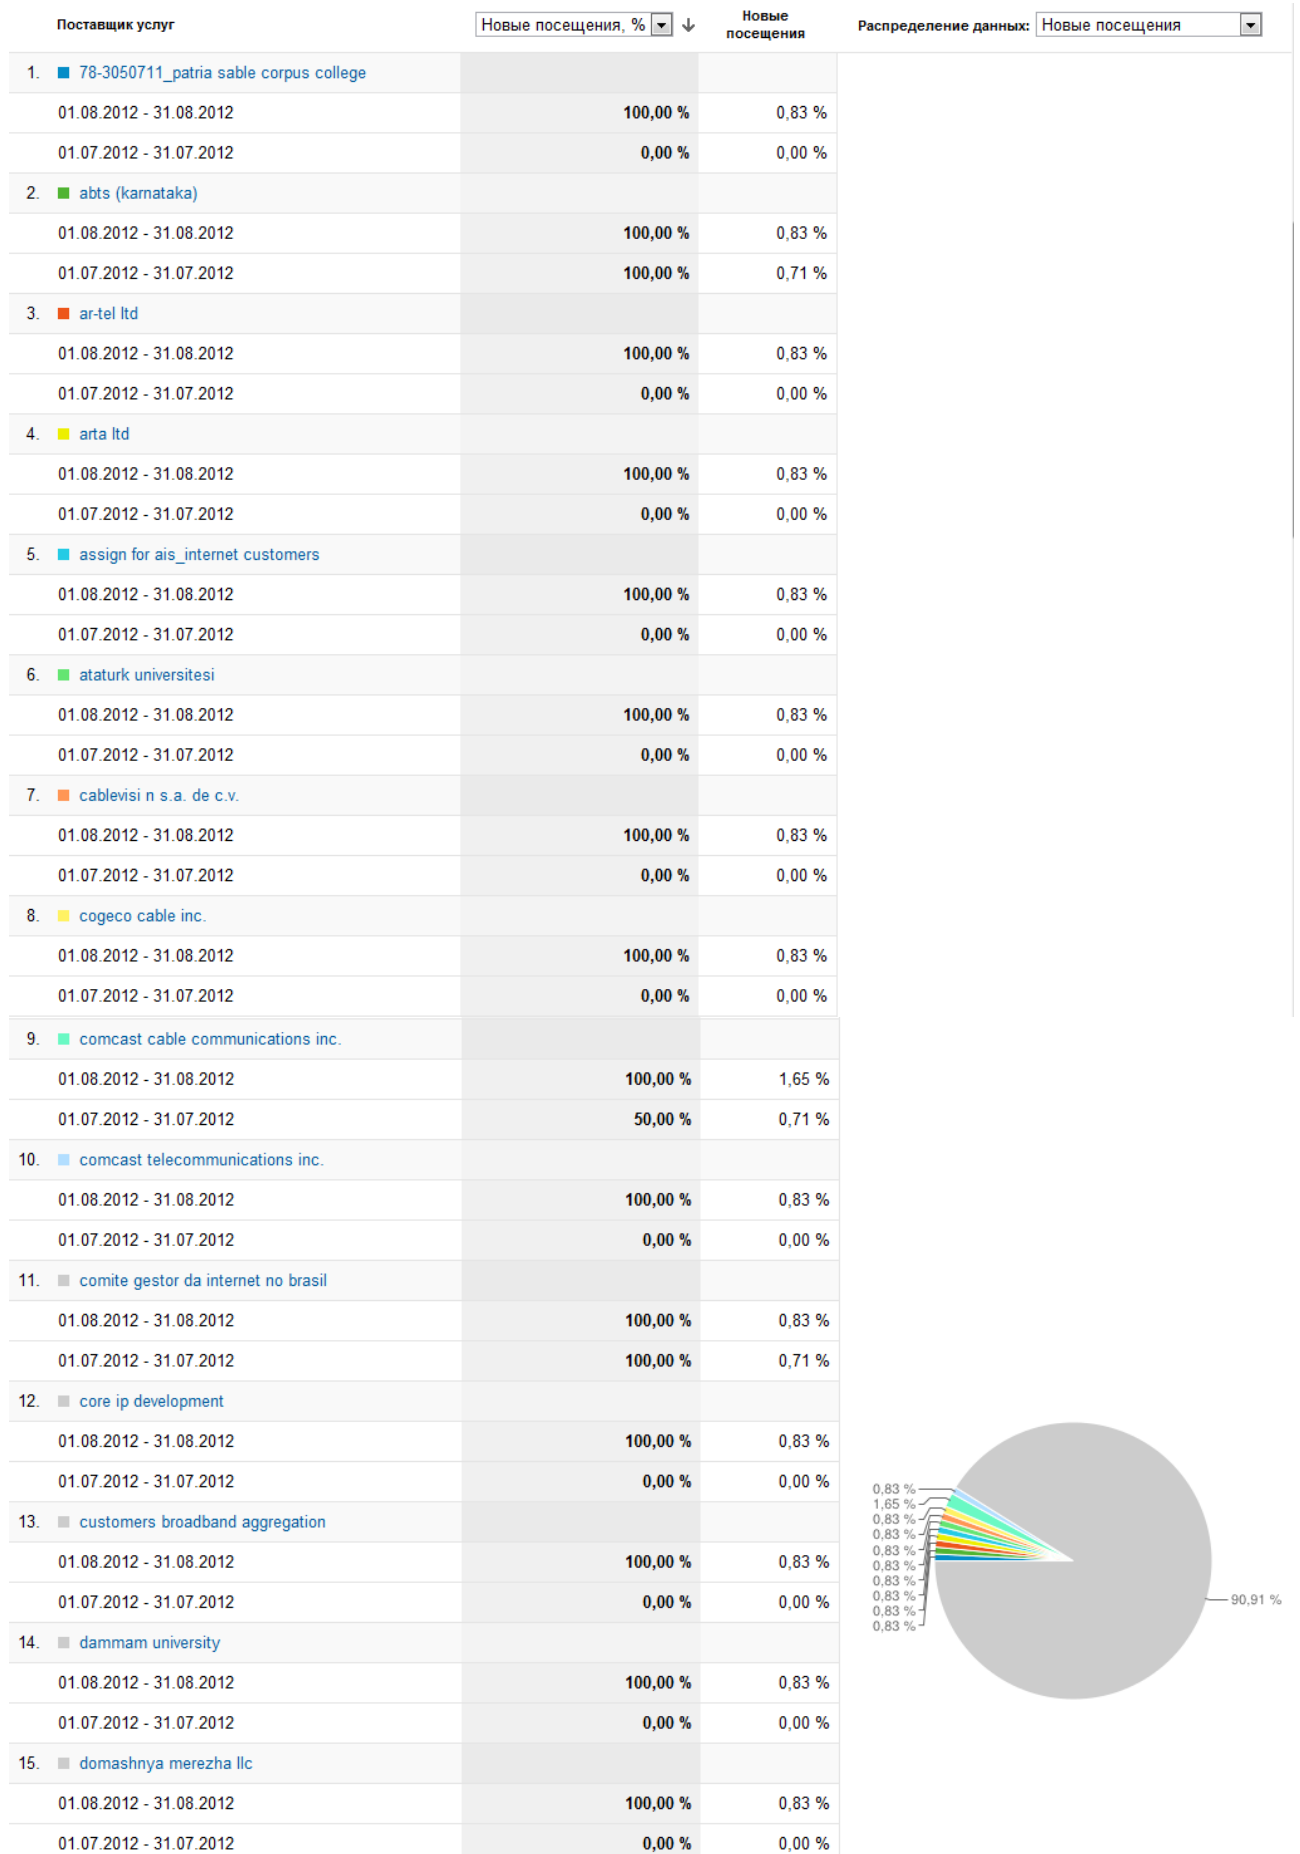 Поставщик услуг Новые посещения, % Новые посещения Распределение данных: Новые посещения
1. 78-3050711_patria sable corpus college
01.08.2012 - 31.08.2012 100,00 % 0,83 %
01.07.2012 - 31.07.2012 0,00 % 0,00 %
2. abts (karnataka)
01.08.2012 - 31.08.2012 100,00 % 0,83 %
01.07.2012 - 31.07.2012 100,00 % 0,71 %
3. ar-tel ltd
01.08.2012 - 31.08.2012 100,00 % 0,83 %
01.07.2012 - 31.07.2012 0,00 % 0,00 %
4. arta ltd
01.08.2012 - 31.08.2012 100,00 % 0,83 %
01.07.2012 - 31.07.2012 0,00 % 0,00 %
5. assign for ais_internet customers
01.08.2012 - 31.08.2012 100,00 % 0,83 %
01.07.2012 - 31.07.2012 0,00 % 0,00 %
6. ataturk universitesi
01.08.2012 - 31.08.2012 100,00 % 0,83 %
01.07.2012 - 31.07.2012 0,00 % 0,00 %
7. cablevisi n s.a. de c.v.
01.08.2012 - 31.08.2012 100,00 % 0,83 %
01.07.2012 - 31.07.2012 0,00 % 0,00 %
8. cogeco cable inc.
01.08.2012 - 31.08.2012 100,00 % 0,83 %
01.07.2012 - 31.07.2012 0,00 % 0,00 %
9. comcast cable communications inc.
01.08.2012 - 31.08.2012 100,00 % 1,65 %
01.07.2012 - 31.07.2012 50,00 % 0,71 %
10. comcast telecommunications inc.
01.08.2012 - 31.08.2012 100,00 % 0,83 %
01.07.2012 - 31.07.2012 0,00 % 0,00 %
11. comite gestor da internet no brasil
01.08.2012 - 31.08.2012 100,00 % 0,83 %
01.07.2012 - 31.07.2012 100,00 % 0,71 %
12. core ip development
01.08.2012 - 31.08.2012 100,00 % 0,83 %
01.07.2012 - 31.07.2012 0,00 % 0,00 %
13. customers broadband aggregation
01.08.2012 - 31.08.2012 100,00 % 0,83 %
01.07.2012 - 31.07.2012 0,00 % 0,00 %
14. dammam university
01.08.2012 - 31.08.2012 100,00 % 0,83 %
01.07.2012 - 31.07.2012 0,00 % 0,00 %
15. domashnya merezha llc
01.08.2012 - 31.08.2012 100,00 % 0,83 %
01.07.2012 - 31.07.2012 0,00 % 0,00 %
0,83 %
1,65 %
0,83 %
0,83 %
0,83 %
0,83 %
0,83 %
0,83 %
0,83 %
0,83 %
90,91 %